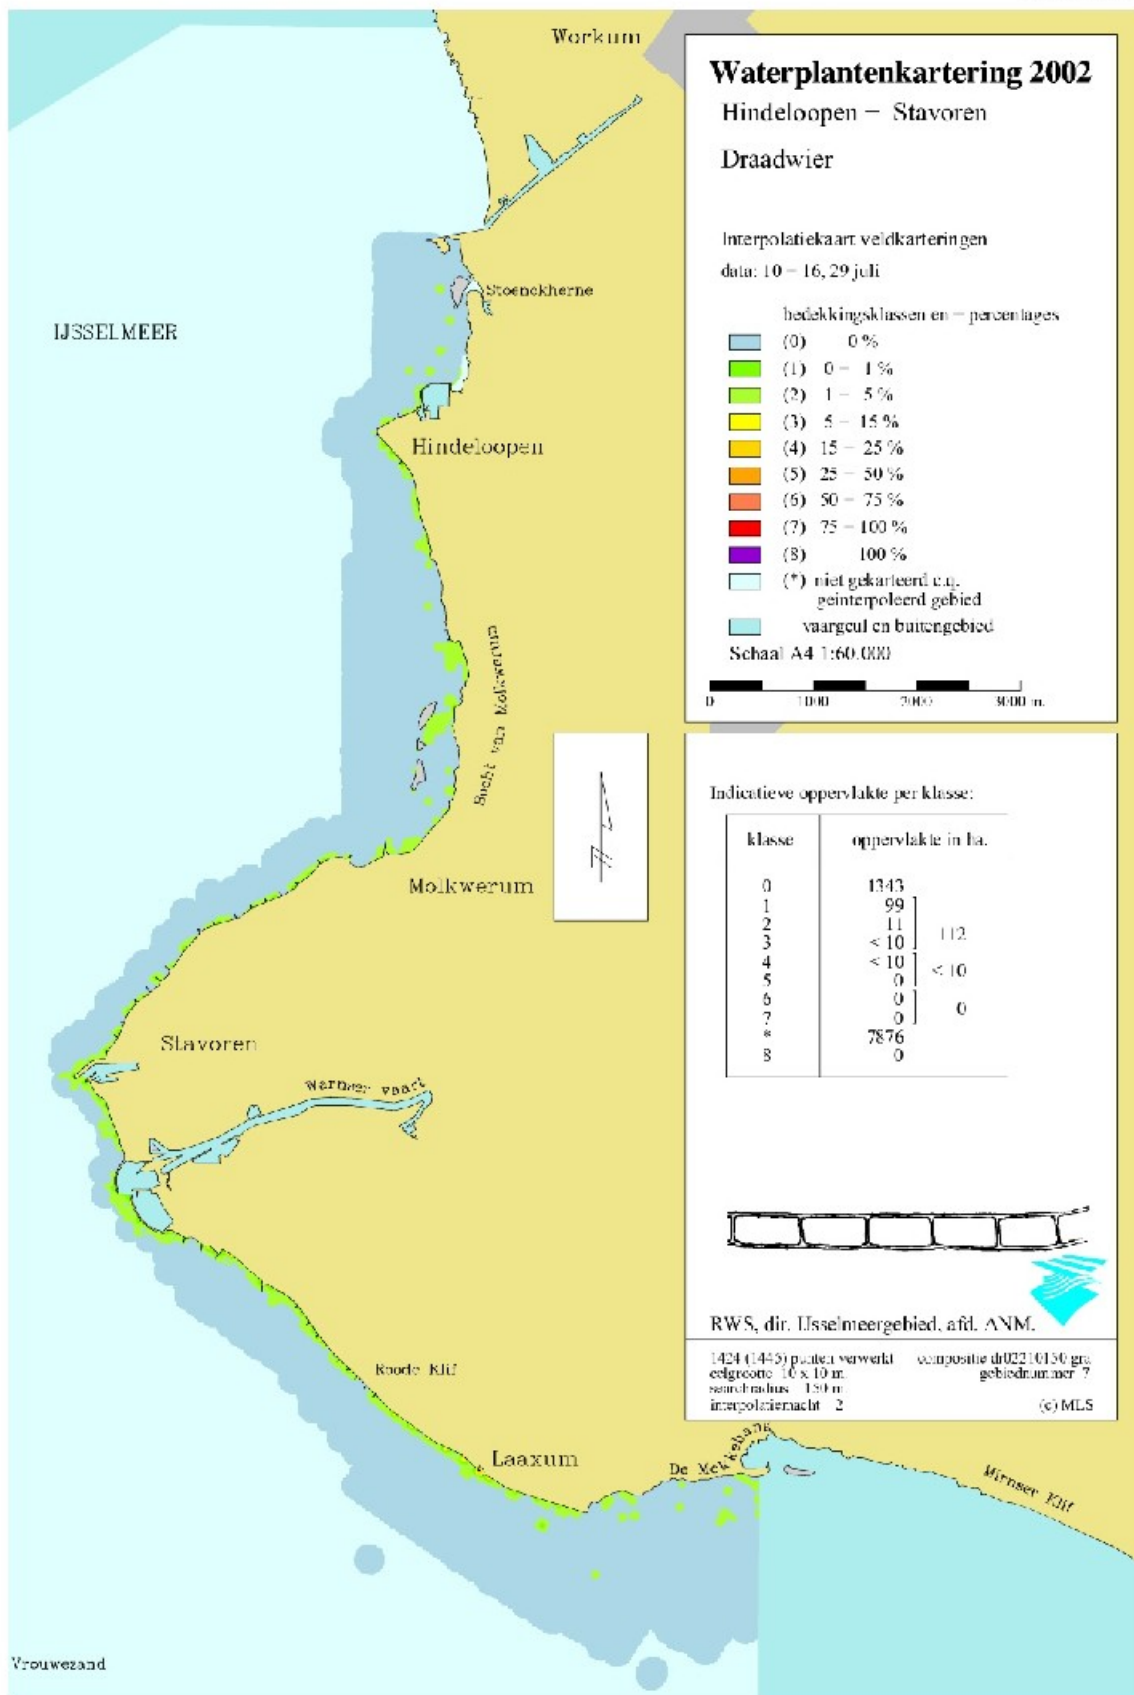 Workum
Waterplantenkartering 2002
Hindeloopen - Stavoren
Draadwier
Interpolatiekaart veldkarteringen
data: 10 - 16, 29 juli
bedekkingsklassen en - percentages
(0) 0 %
(1) 0 - 1 %
(2) 1 - 5 %
(3) 5 - 15 %
(4) 15 - 25 %
(5) 25 - 50 %
(6) 50 - 75 %
(7) 75 - 100 %
(8) 100 %
(*) niet gekarteerd c.q.
geinterpoleerd gebied
vaargeul en buitengebied
Schaal A4 1:60.000
0 1000 2000 3000 m.
Stoenckherne
IJSSELMEER
Hindeloopen
Bocht van Molkwerum
Molkwerum
Stavoren
Warnser vaart
Roode Klif
Laaxum
De Mokkebank
Mirnser Klif
Vrouwezand
Indicatieve oppervlakte per klasse:
klasse oppervlakte in ha.
0 1343
1 99
2 11 112
3 < 10
4 < 10 < 10
5 0
6 0 0
7 0
* 7876
8 0
RWS, dir. IJsselmeergebied, afd. ANM.
1424 (1445) punten verwerkt compositie dr02210150 gra
celgrootte 10 x 10 m gebiednummer 7
searchradius 150 m
interpolatiemacht 2 (c) MLS